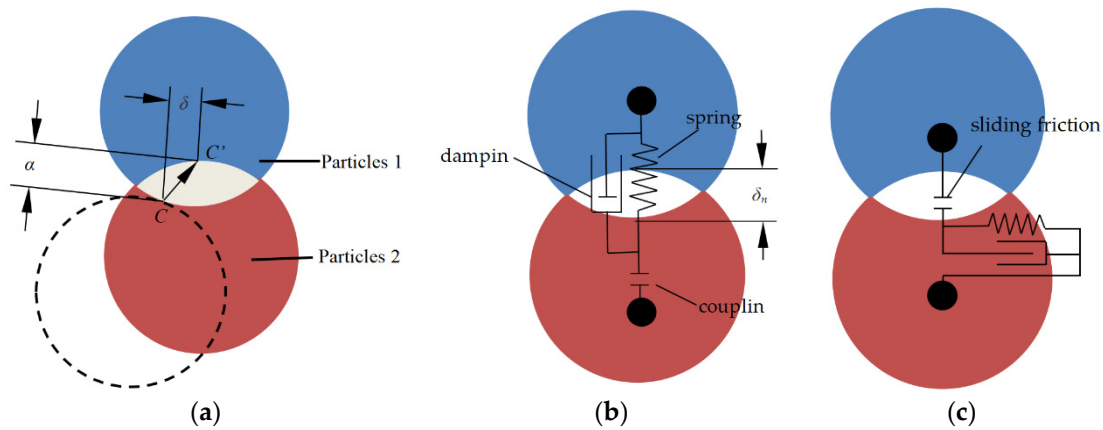 δ
α
C'
C
Particles 1
Particles 2
(a)
spring
dampin
δn
couplin
(b)
sliding friction
(c)